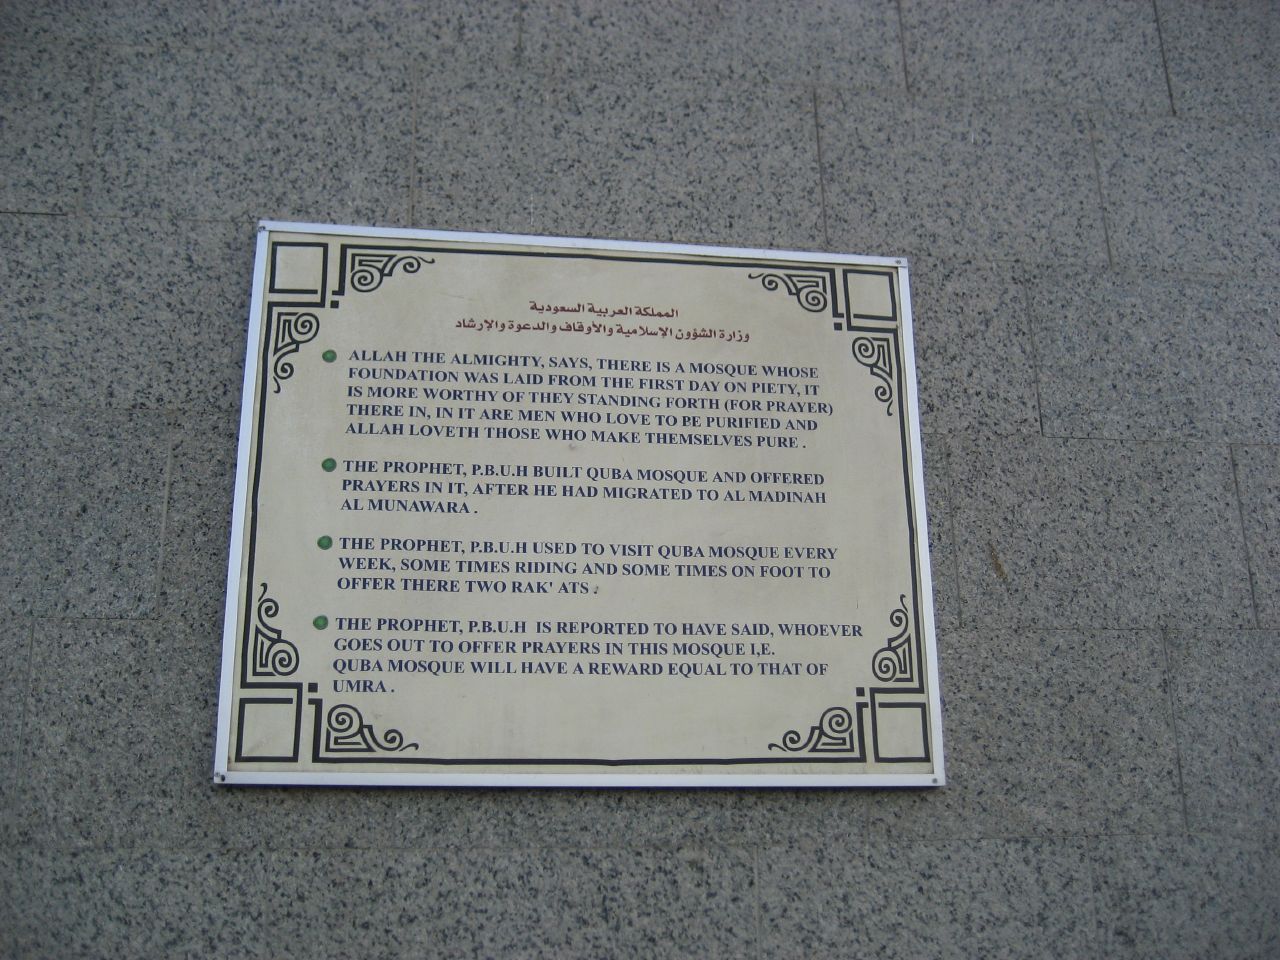 المملكة العربية السعودية
وزارة الشؤون الإسلامية والأوقاف والدعوة والإرشاد
ALLAH THE ALMIGHTY, SAYS, THERE IS A MOSQUE WHOSE
FOUNDATION WAS LAID FROM THE FIRST DAY ON PIETY, IT
IS MORE WORTHY OF THEY STANDING FORTH (FOR PRAYER)
THERE IN, IN IT ARE MEN WHO LOVE TO BE PURIFIED AND
ALLAH LOVETH THOSE WHO MAKE THEMSELVES PURE .
THE PROPHET, P.B.U.H BUILT QUBA MOSQUE AND OFFERED
PRAYERS IN IT, AFTER HE HAD MIGRATED TO AL MADINAH
AL MUNAWARA .
THE PROPHET, P.B.U.H USED TO VISIT QUBA MOSQUE EVERY
WEEK, SOME TIMES RIDING AND SOME TIMES ON FOOT TO
OFFER THERE TWO RAK' ATS .
THE PROPHET, P.B.U.H IS REPORTED TO HAVE SAID, WHOEVER
GOES OUT TO OFFER PRAYERS IN THIS MOSQUE I,E.
QUBA MOSQUE WILL HAVE A REWARD EQUAL TO THAT OF
UMRA .